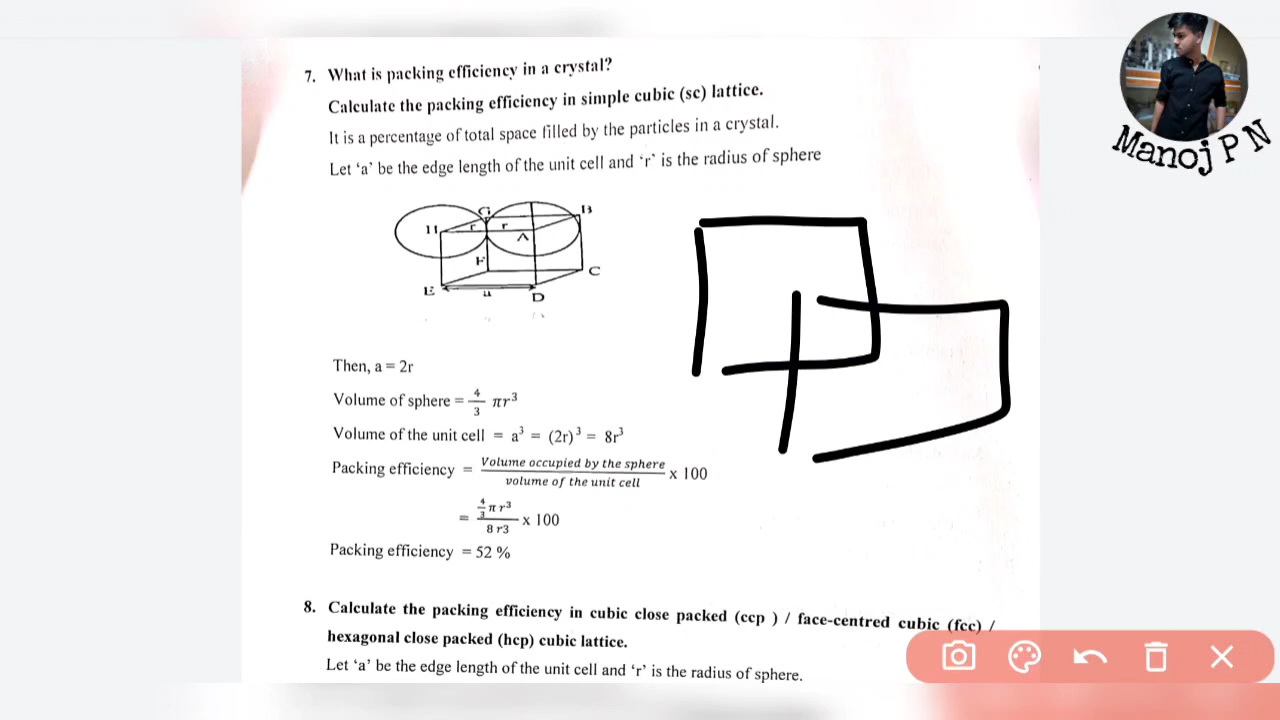 7. What is packing efficiency in a crystal?
Calculate the packing efficiency in simple cubic (sc) lattice.
It is a percentage of total space filled by the particles in a crystal.
Let ‘a’ be the edge length of the unit cell and ‘r’ is the radius of sphere
G B
H r r A
F C
E a D
Then, a = 2r
Volume of sphere = 4/3 πr³
Volume of the unit cell = a³ = (2r)³ = 8r³
Packing efficiency = Volume occupied by the sphere / volume of the unit cell x 100
= 4/3 π r³ / 8 r3 x 100
Packing efficiency = 52 %
8. Calculate the packing efficiency in cubic close packed (ccp ) / face-centred cubic (fcc) /
hexagonal close packed (hcp) cubic lattice.
Let ‘a’ be the edge length of the unit cell and ‘r’ is the radius of sphere.
Manoj P N